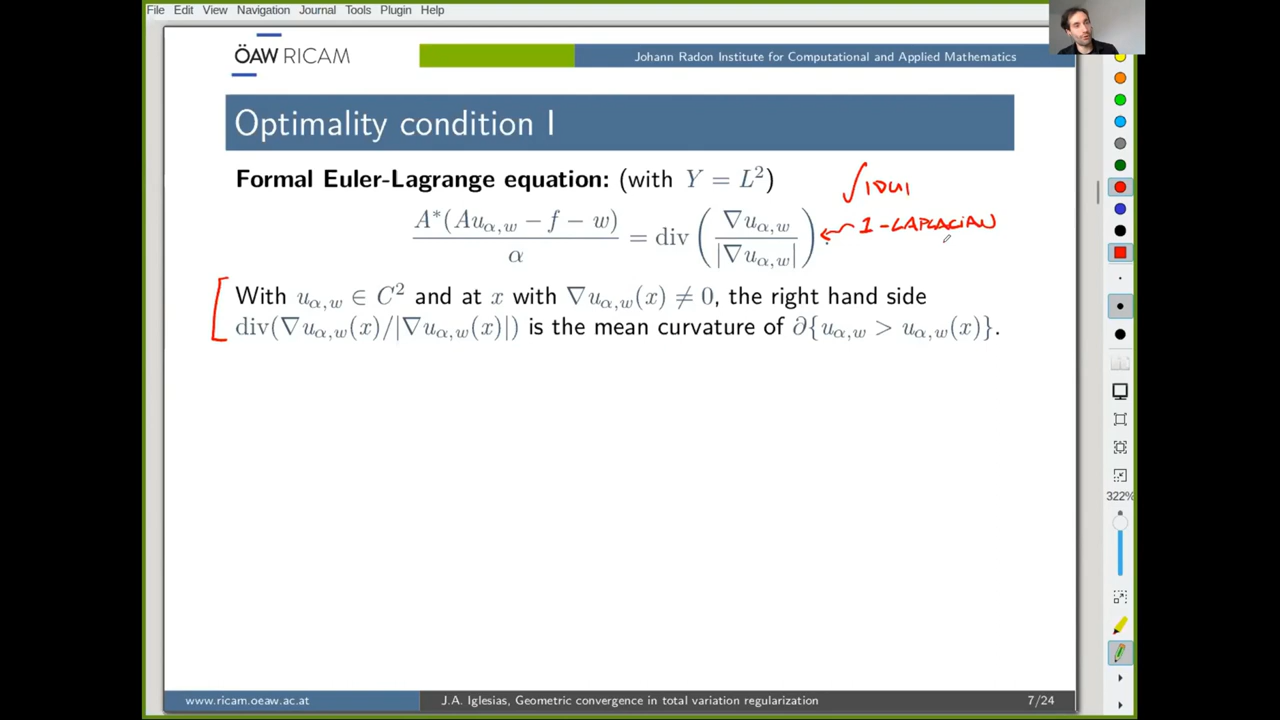 File Edit View Navigation Journal Tools Plugin Help
ÖAW RICAM
Johann Radon Institute for Computational and Applied Mathematics
Optimality condition I
Formal Euler-Lagrange equation: (with Y = L²)
∫|Du|
A*(Au_{α,w} − f − w) / α = div (∇u_{α,w} / |∇u_{α,w}|)
1-LAPLACIAN
With u_{α,w} ∈ C² and at x with ∇u_{α,w}(x) ≠ 0, the right hand side
div(∇u_{α,w}(x)/|∇u_{α,w}(x)|) is the mean curvature of ∂{u_{α,w} > u_{α,w}(x)}.
322%
www.ricam.oeaw.ac.at
J.A. Iglesias, Geometric convergence in total variation regularization
7/24